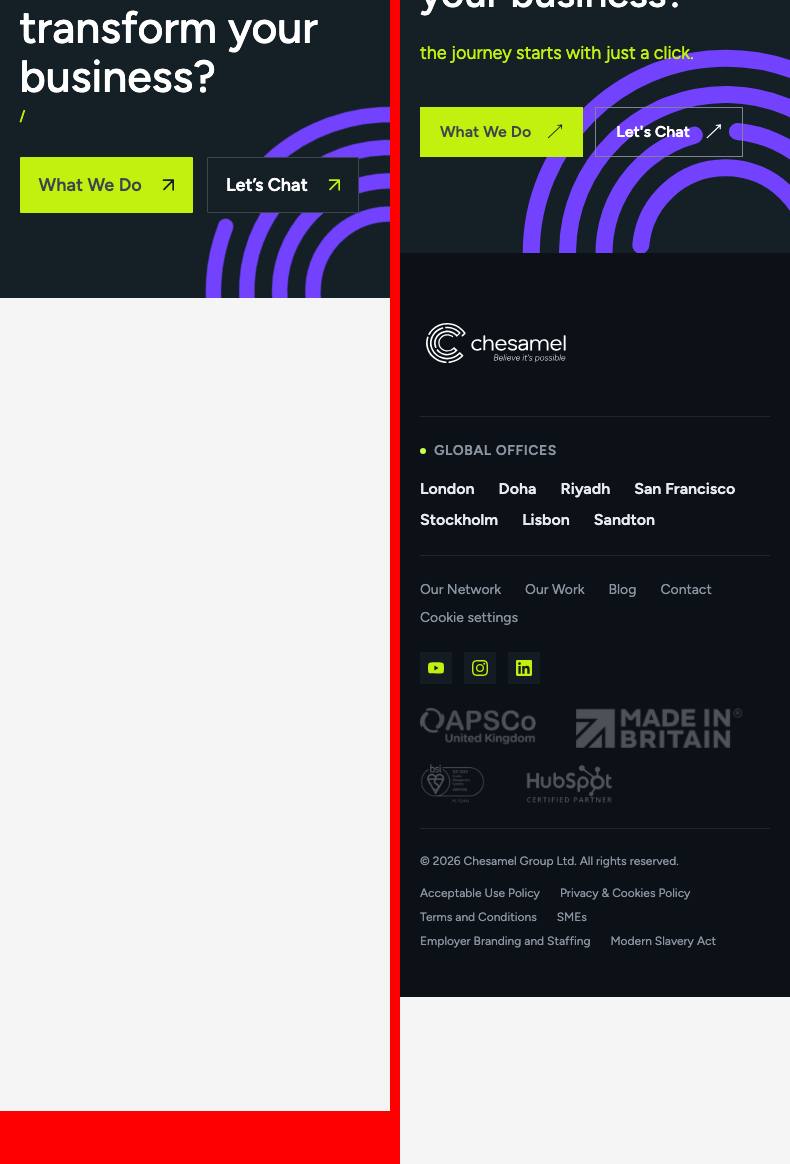 transform your
business?
/
What We Do
Let's Chat
your business?
the journey starts with just a click.
What We Do
Let's Chat
chesamel
Believe it's possible
GLOBAL OFFICES
London Doha Riyadh San Francisco
Stockholm Lisbon Sandton
Our Network Our Work Blog Contact
Cookie settings
in
APSCo
United Kingdom
MADE IN®
BRITAIN
bsi
HubSpot
CERTIFIED PARTNER
© 2026 Chesamel Group Ltd. All rights reserved.
Acceptable Use Policy Privacy & Cookies Policy
Terms and Conditions SMEs
Employer Branding and Staffing Modern Slavery Act